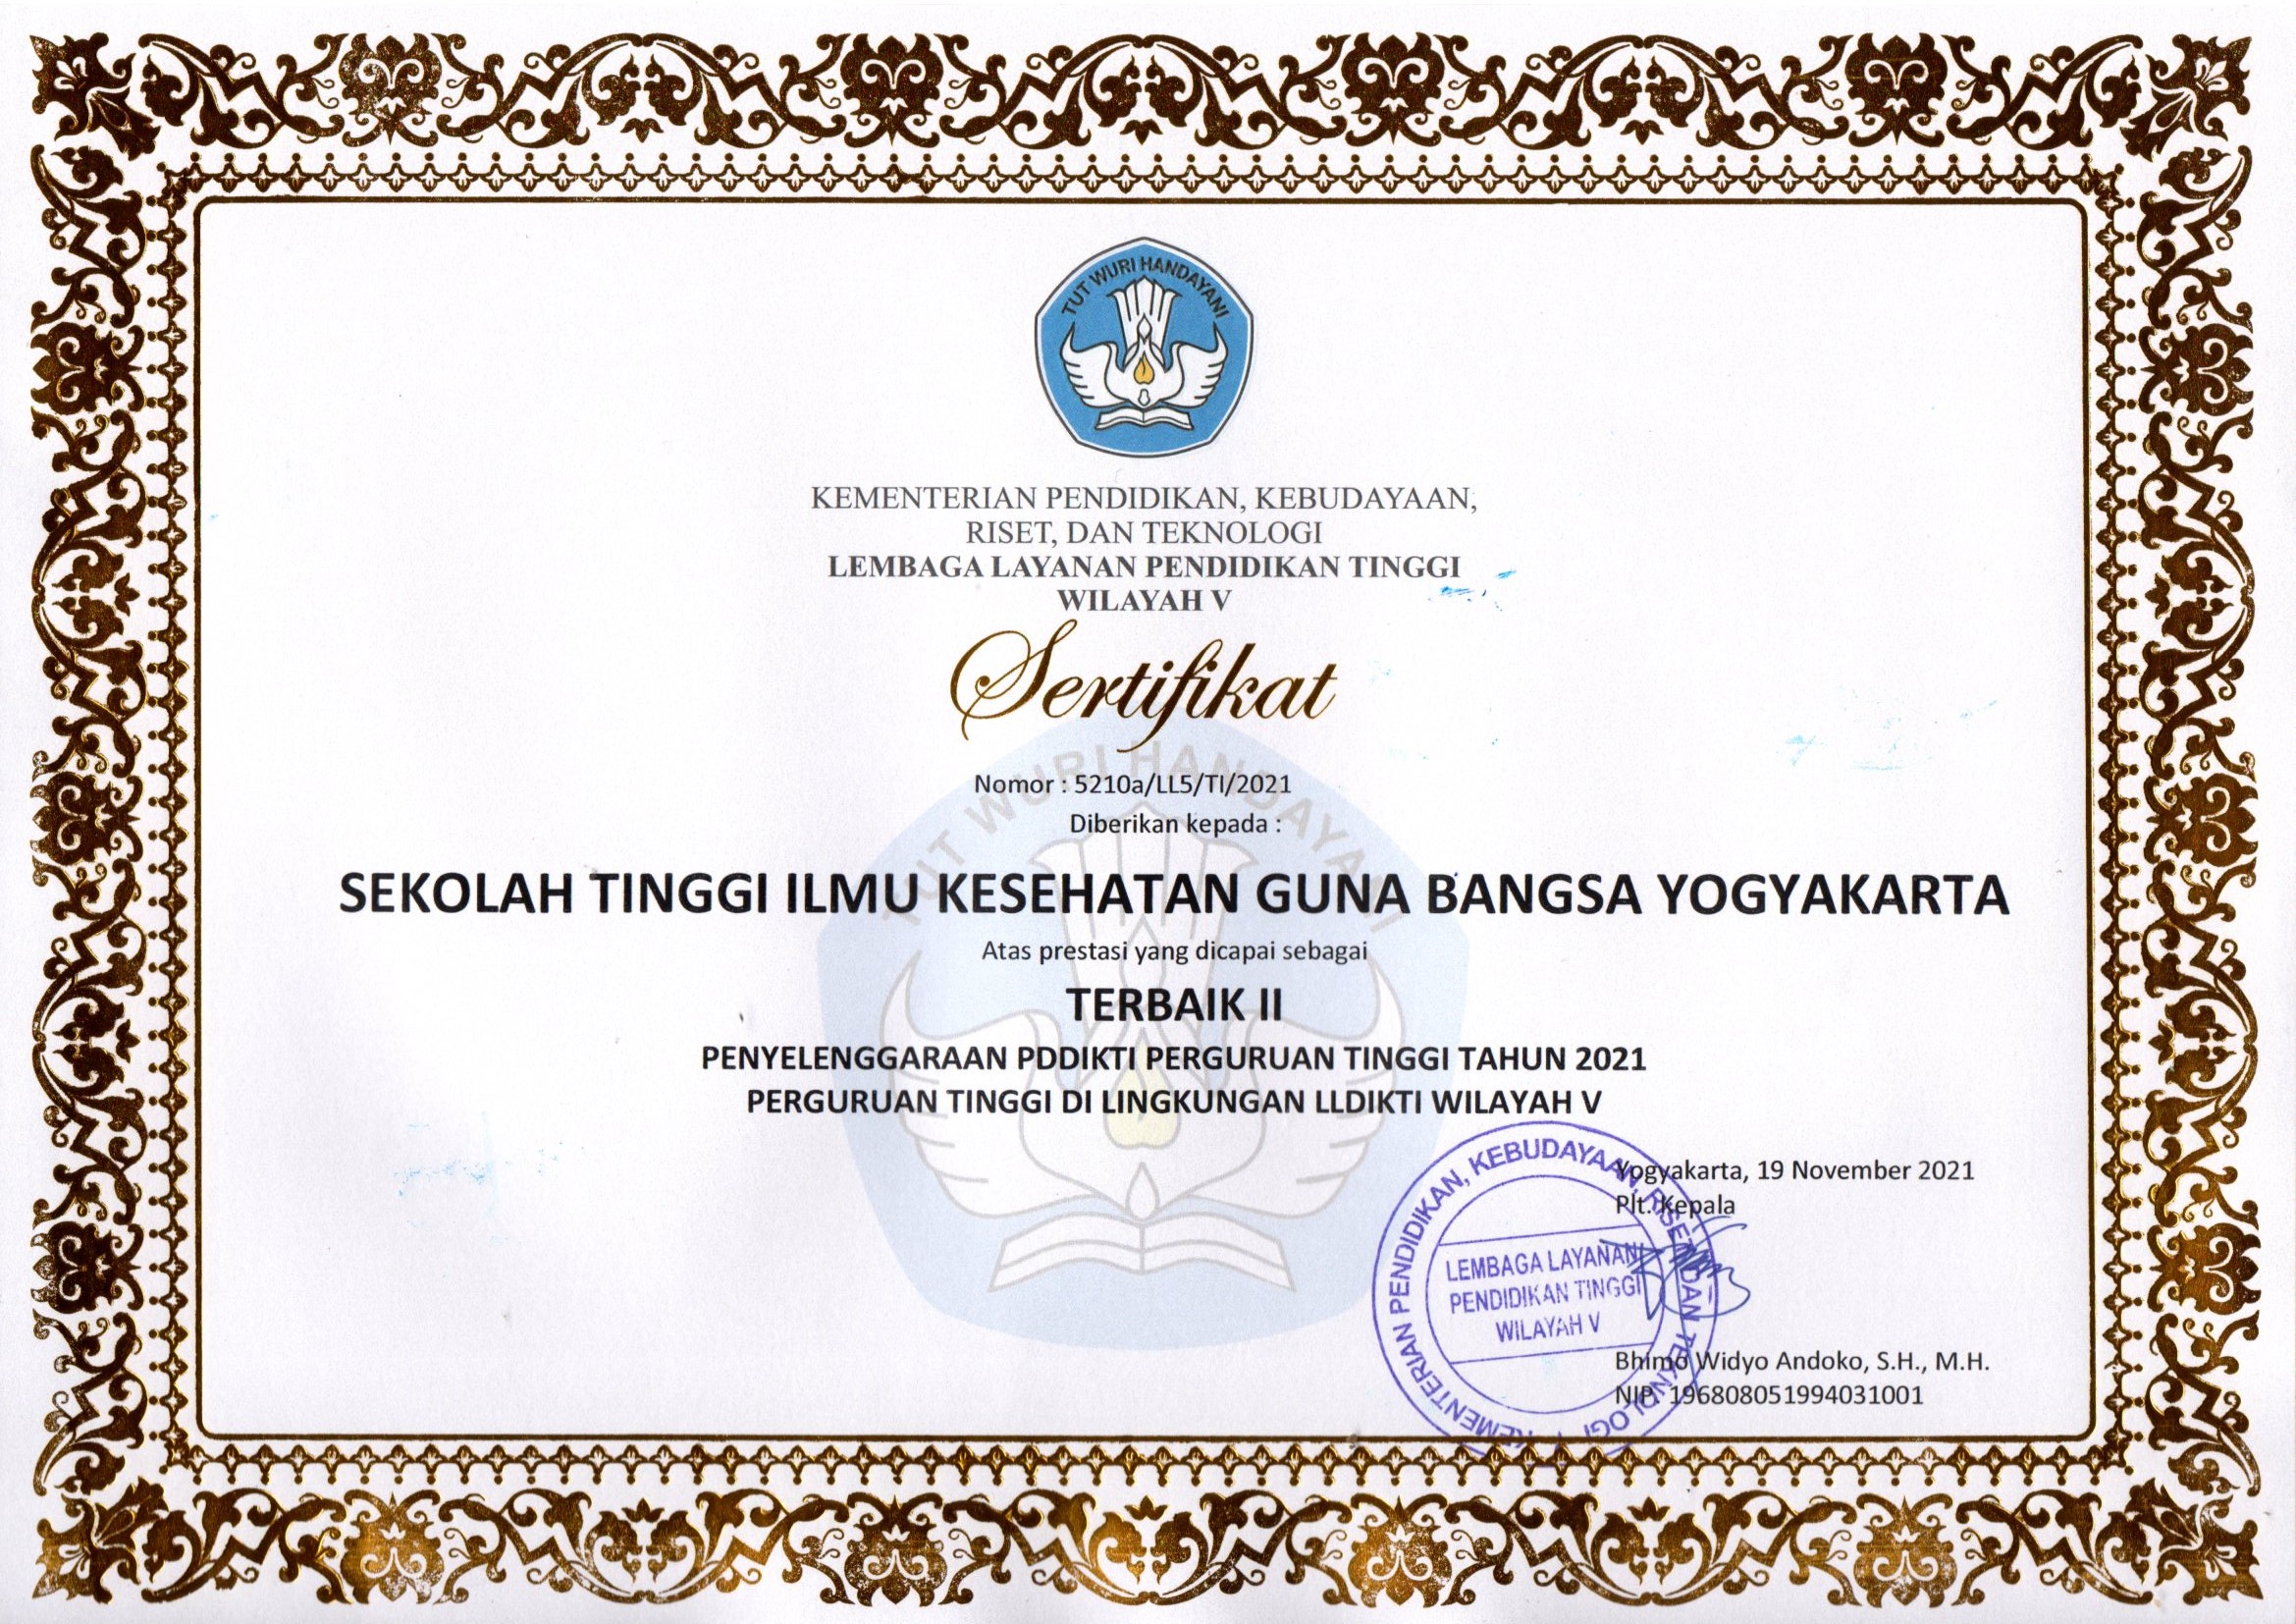 TUT WURI HANDAYANI
KEMENTERIAN PENDIDIKAN, KEBUDAYAAN,
RISET, DAN TEKNOLOGI
LEMBAGA LAYANAN PENDIDIKAN TINGGI
WILAYAH V
Sertifikat
TUT WURI HANDAYANI
Nomor : 5210a/LL5/TI/2021
Diberikan kepada :
SEKOLAH TINGGI ILMU KESEHATAN GUNA BANGSA YOGYAKARTA
Atas prestasi yang dicapai sebagai
TERBAIK II
PENYELENGGARAAN PDDIKTI PERGURUAN TINGGI TAHUN 2021
PERGURUAN TINGGI DI LINGKUNGAN LLDIKTI WILAYAH V
Yogyakarta, 19 November 2021
Plt. Kepala
KEMENTERIAN PENDIDIKAN, KEBUDAYAAN RISET, DAN TEKNOLOGI
LEMBAGA LAYANAN
PENDIDIKAN TINGGI
WILAYAH V
Bhimo Widyo Andoko, S.H., M.H.
NIP. 196808051994031001